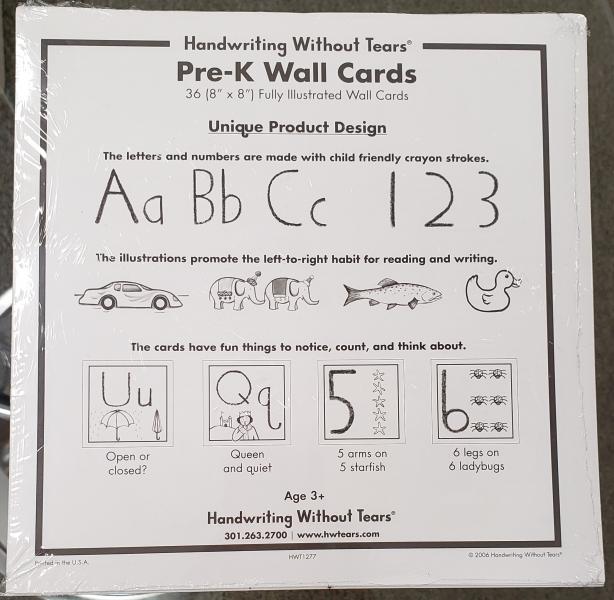 Handwriting Without Tears®
Pre-K Wall Cards
36 (8" x 8") Fully Illustrated Wall Cards
Unique Product Design
The letters and numbers are made with child friendly crayon strokes.
Aa Bb Cc 1 2 3
The illustrations promote the left-to-right habit for reading and writing.
The cards have fun things to notice, count, and think about.
Uu Qq 5 6
Open or closed?
Queen and quiet
5 arms on 5 starfish
6 legs on 6 ladybugs
Age 3+
Handwriting Without Tears®
301.263.2700 | www.hwtears.com
Printed in the U.S.A.
HWT1277
© 2006 Handwriting Without Tears®